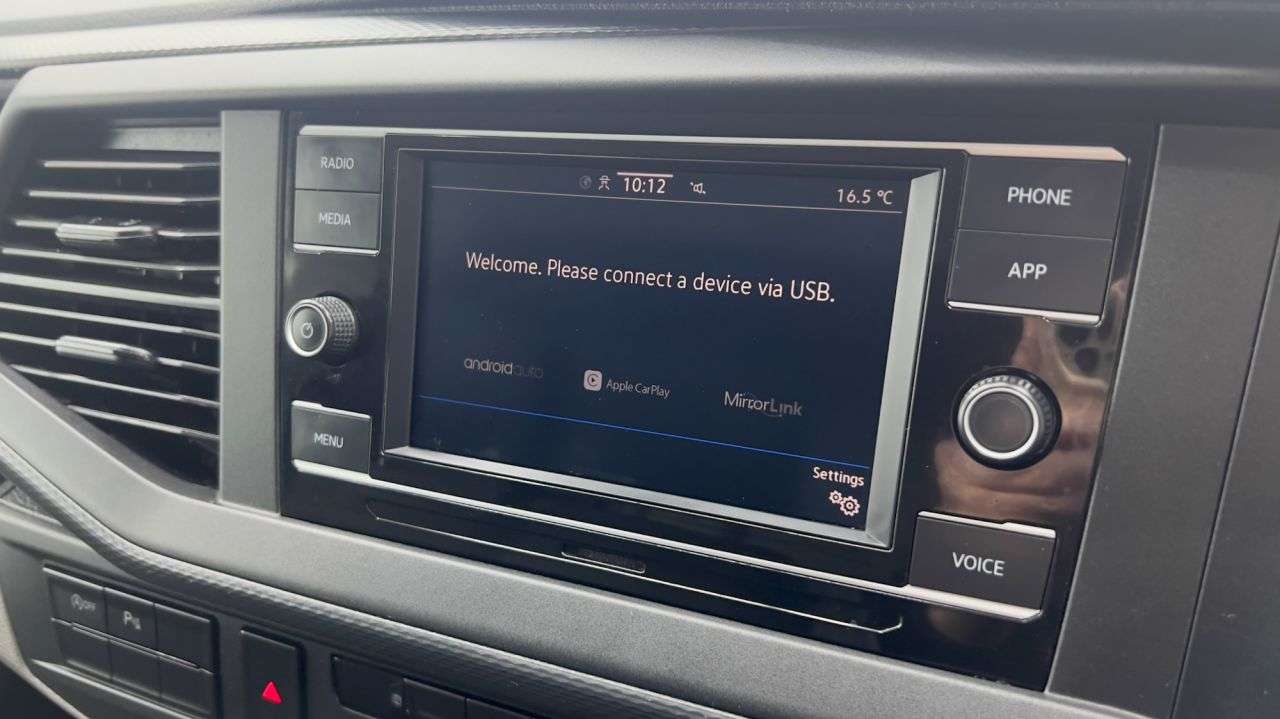 RADIO
MEDIA
MENU
10:12
16.5 °C
Welcome. Please connect a device via USB.
androidauto
Apple CarPlay
MirrorLink
Settings
PHONE
APP
VOICE
OFF
P